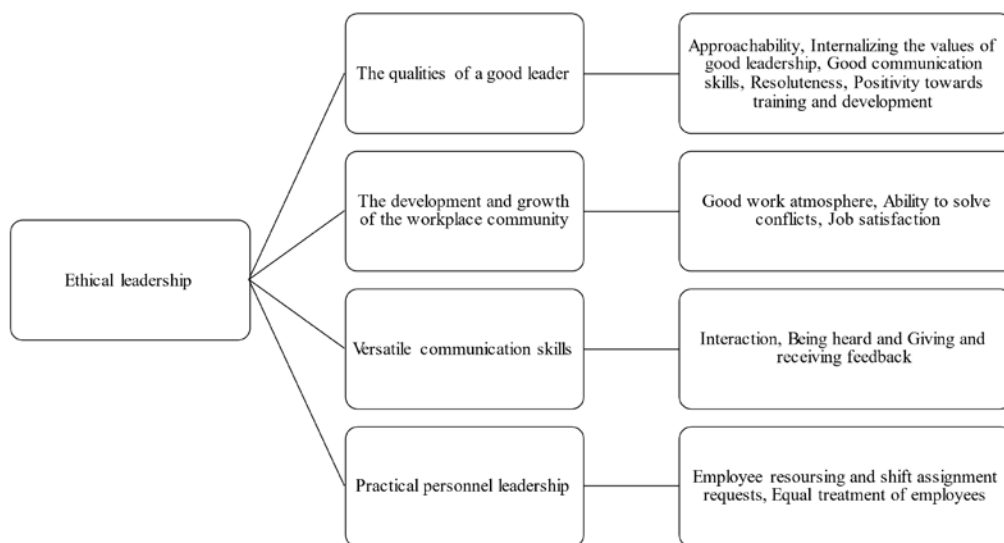 Ethical leadership
The qualities of a good leader
Approachability, Internalizing the values of
good leadership, Good communication
skills, Resoluteness, Positivity towards
training and development
The development and growth
of the workplace community
Good work atmosphere, Ability to solve
conflicts, Job satisfaction
Versatile communication skills
Interaction, Being heard and Giving and
receiving feedback
Practical personnel leadership
Employee resoursing and shift assignment
requests, Equal treatment of employees